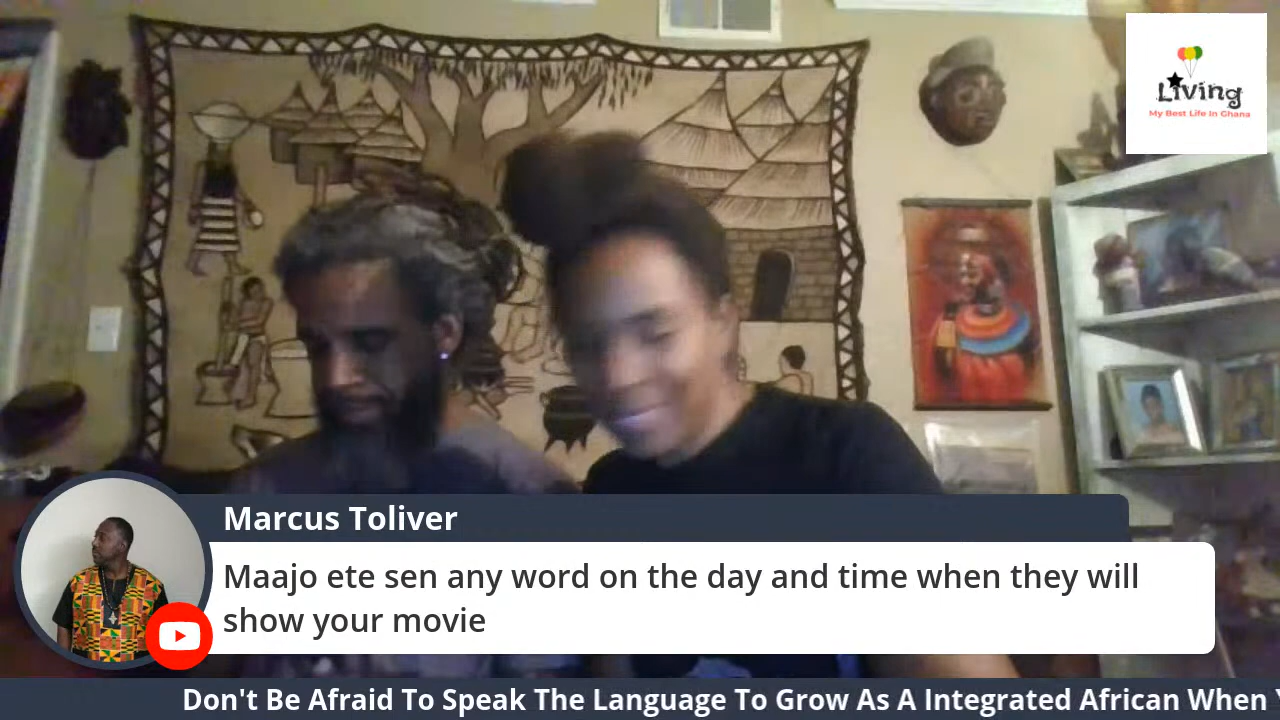 Living
My Best Life In Ghana
Marcus Toliver
Maajo ete sen any word on the day and time when they will
show your movie
Don't Be Afraid To Speak The Language To Grow As A Integrated African When Y